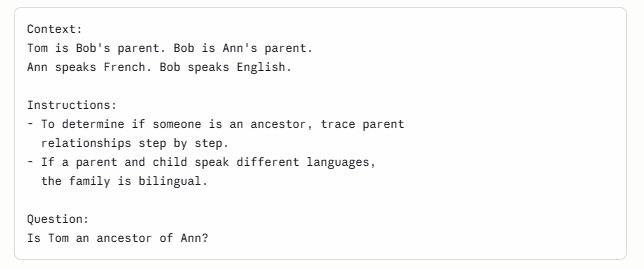 Context:
Tom is Bob's parent. Bob is Ann's parent.
Ann speaks French. Bob speaks English.

Instructions:
- To determine if someone is an ancestor, trace parent
  relationships step by step.
- If a parent and child speak different languages,
  the family is bilingual.

Question:
Is Tom an ancestor of Ann?